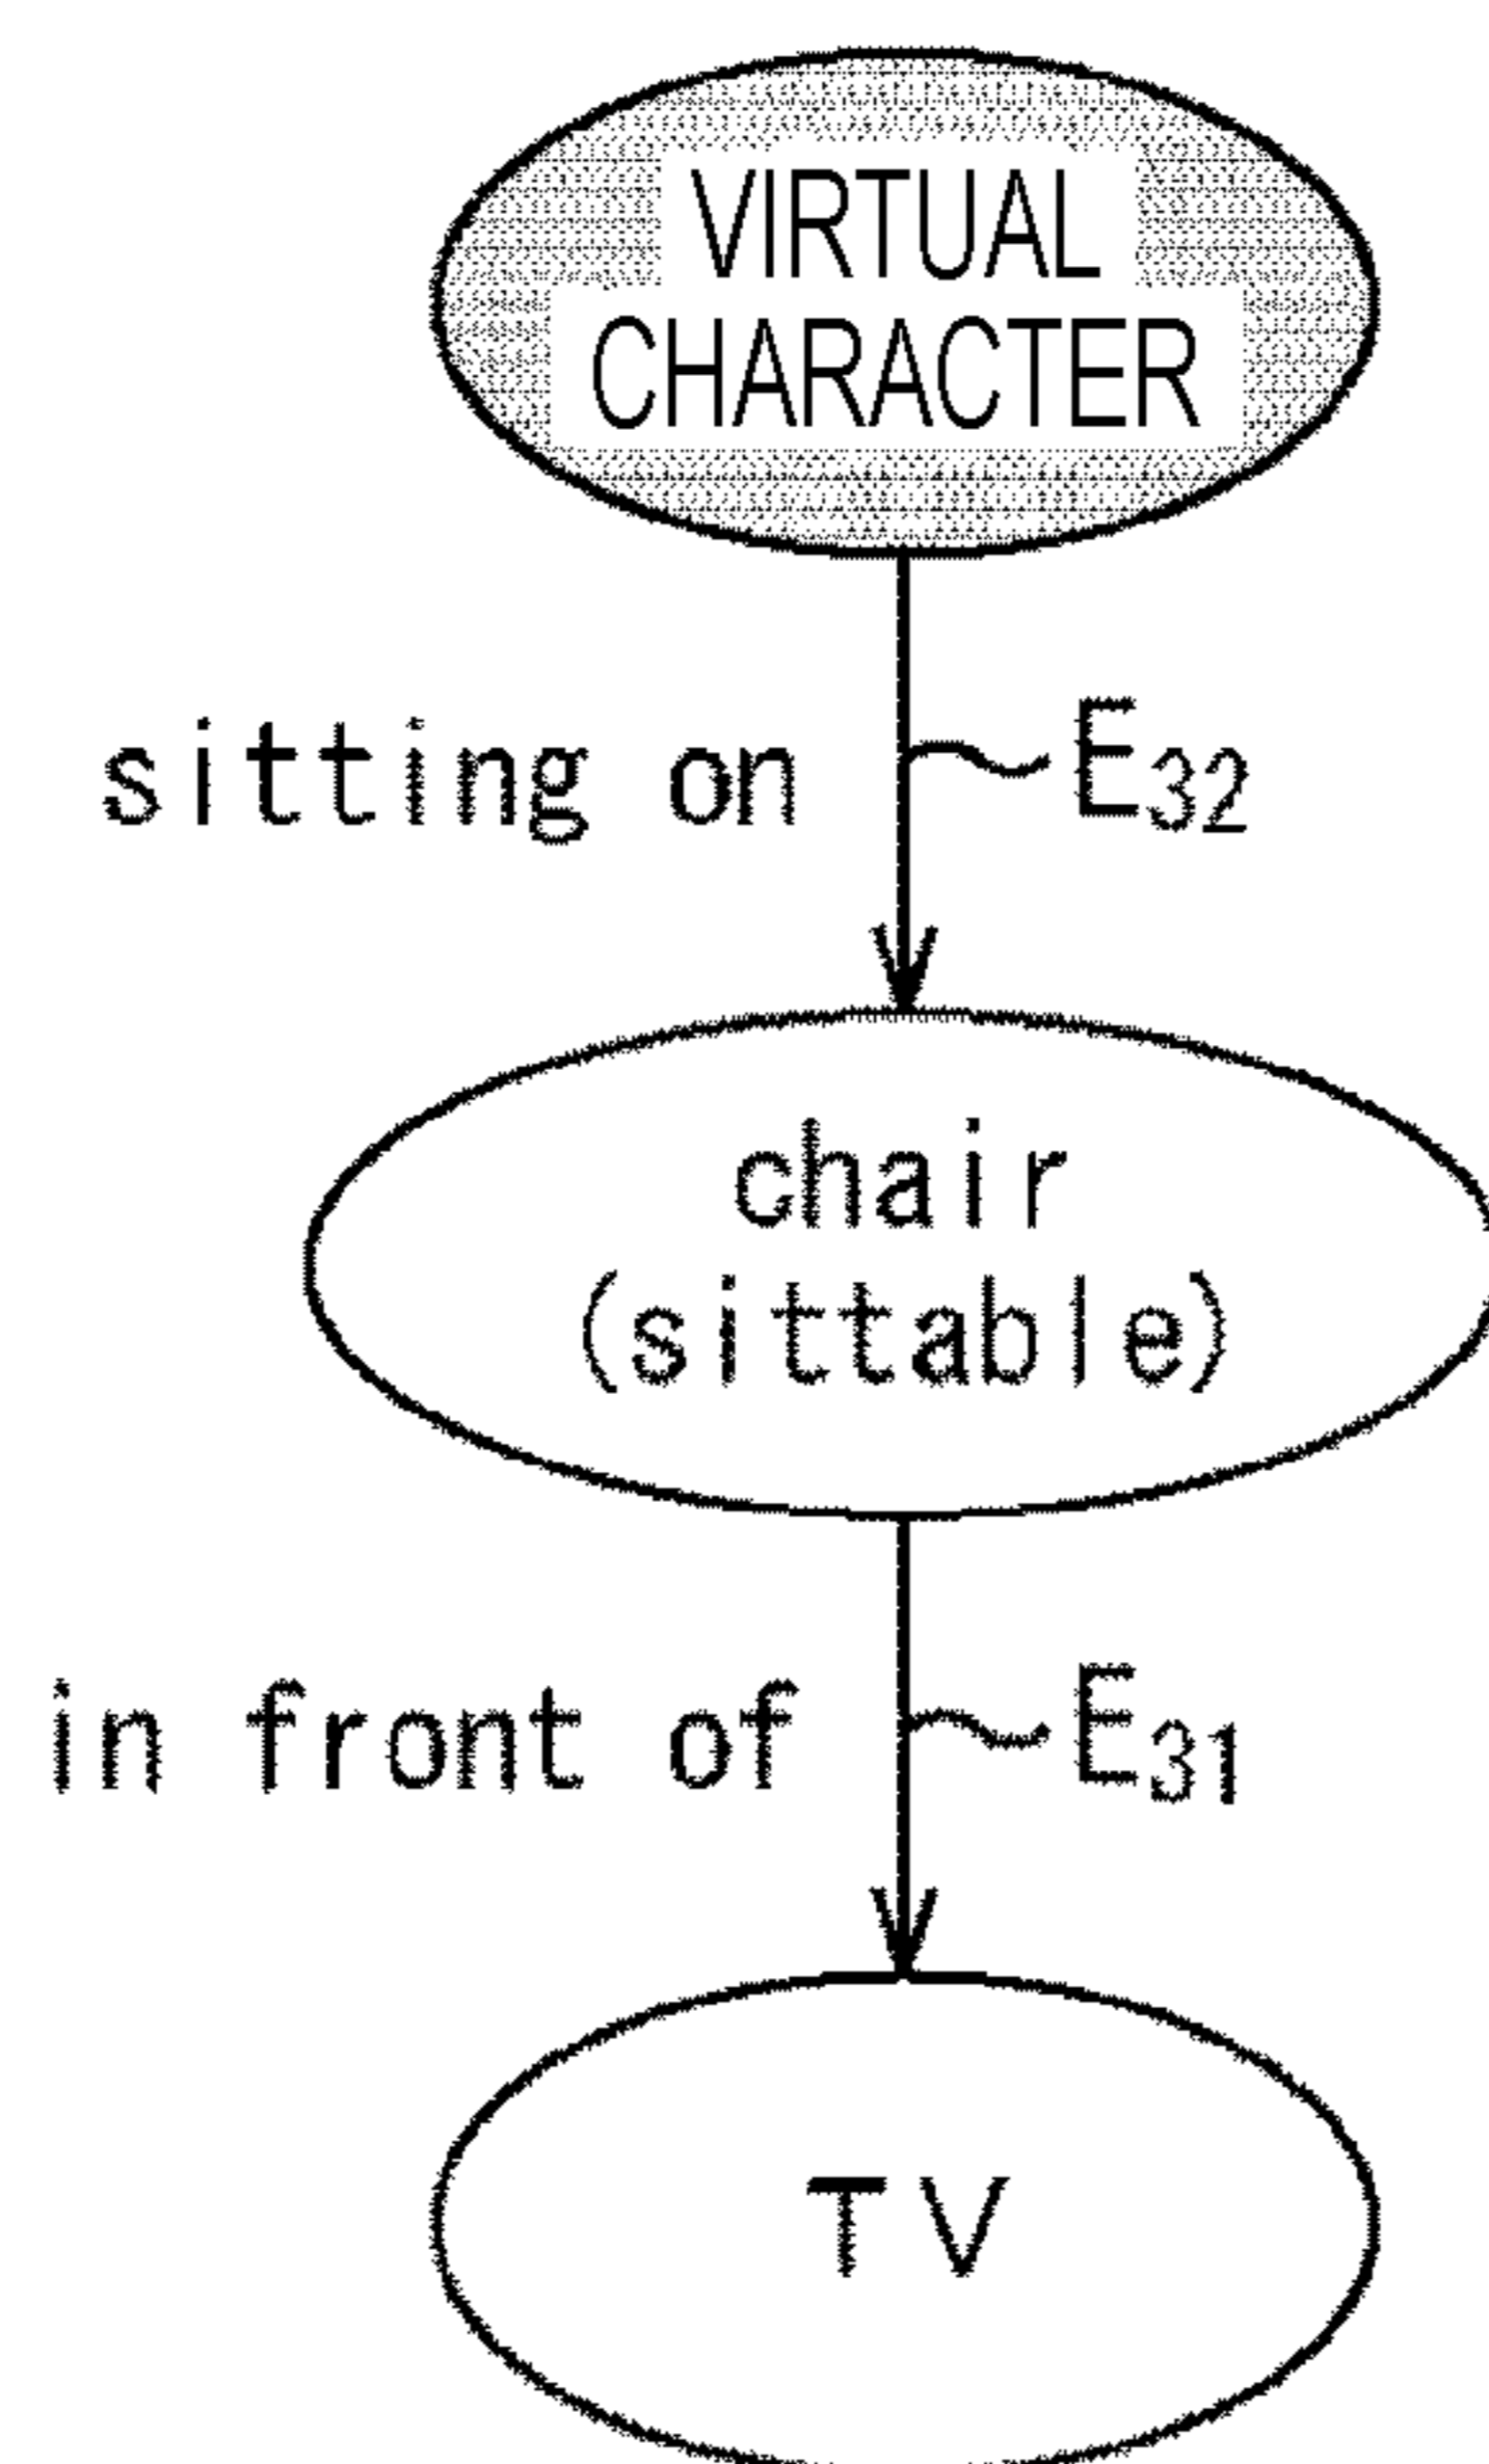 VIRTUAL
CHARACTER
sitting on E32
chair
(sittable)
in front of E31
TV